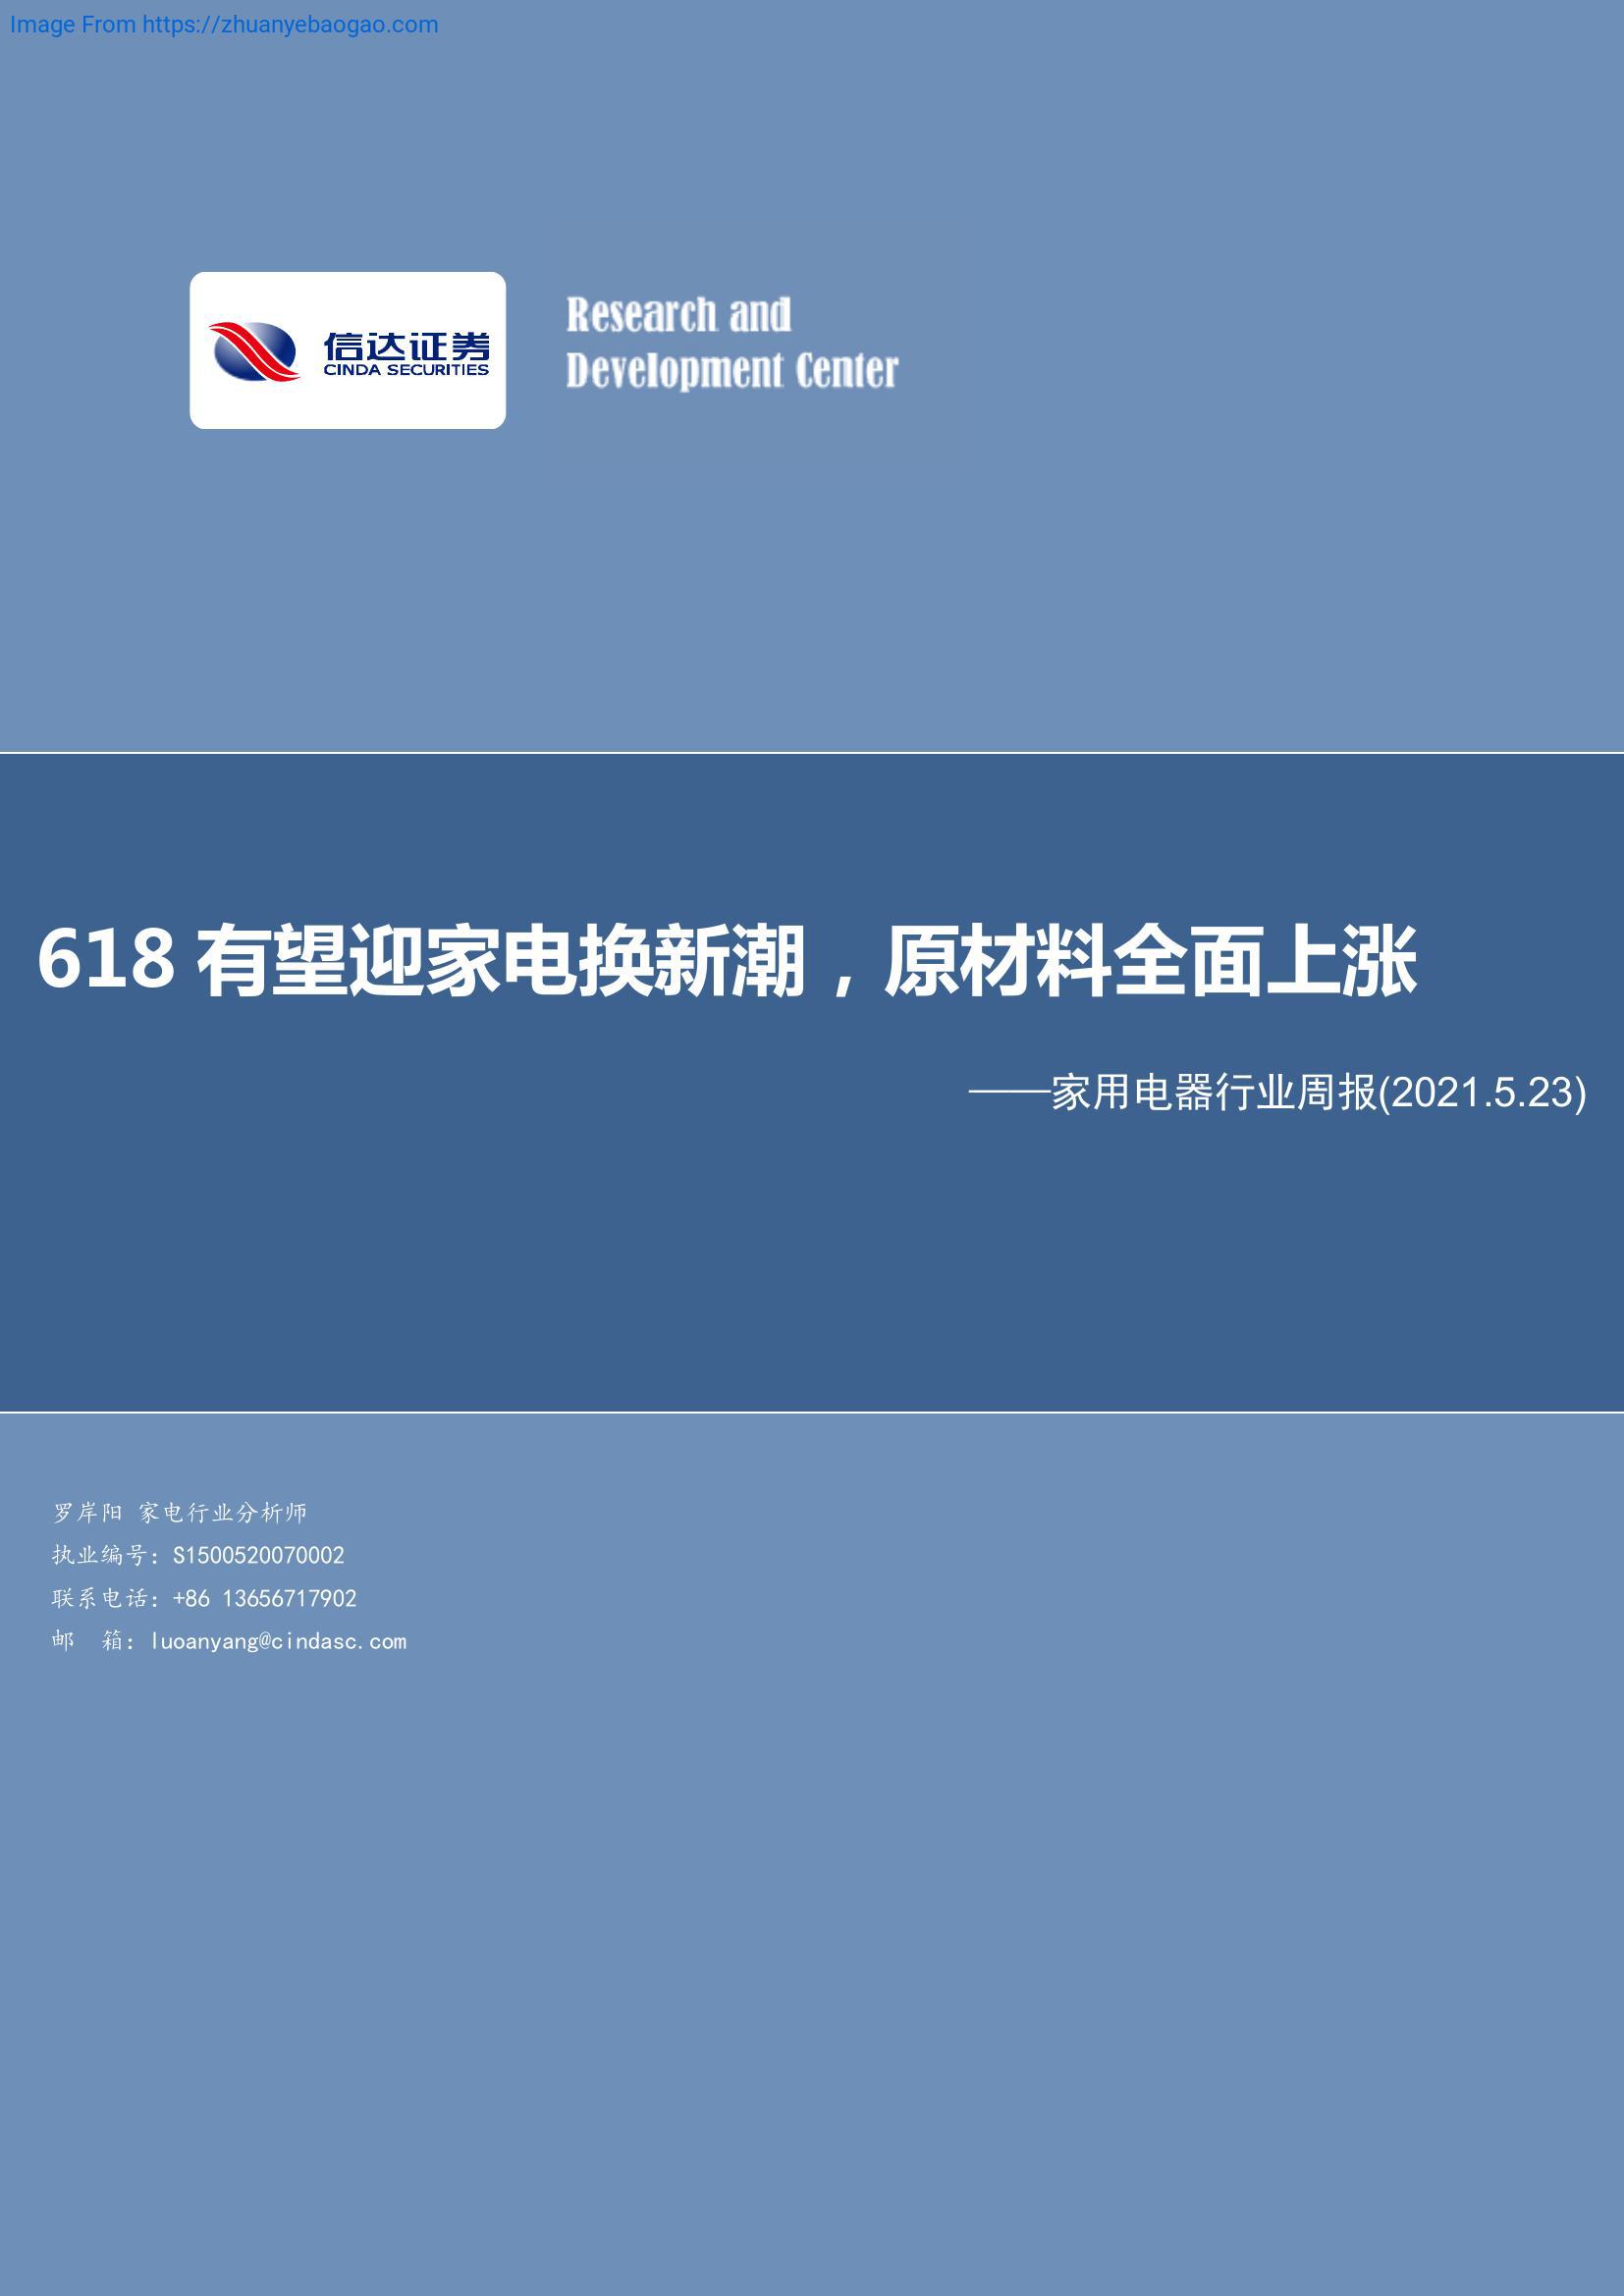 Image From https://zhuanyebaogao.com
信达证券
CINDA SECURITIES
Research and
Development Center
618 有望迎家电换新潮，原材料全面上涨
——家用电器行业周报(2021.5.23)
罗岸阳 家电行业分析师
执业编号：S1500520070002
联系电话：+86 13656717902
邮 箱：luoanyang@cindasc.com